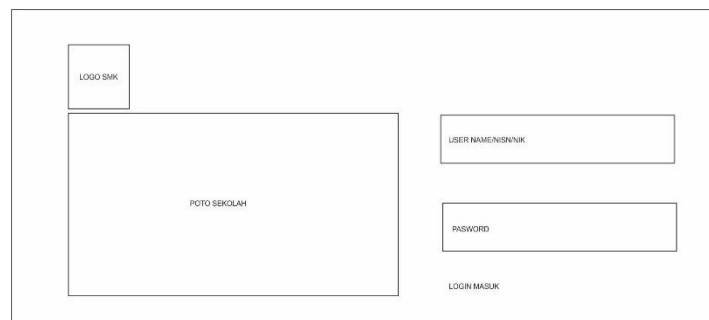 LOGO SMK
POTO SEKOLAH
USER NAME/NISN/NIK
PASWORD
LOGIN MASUK